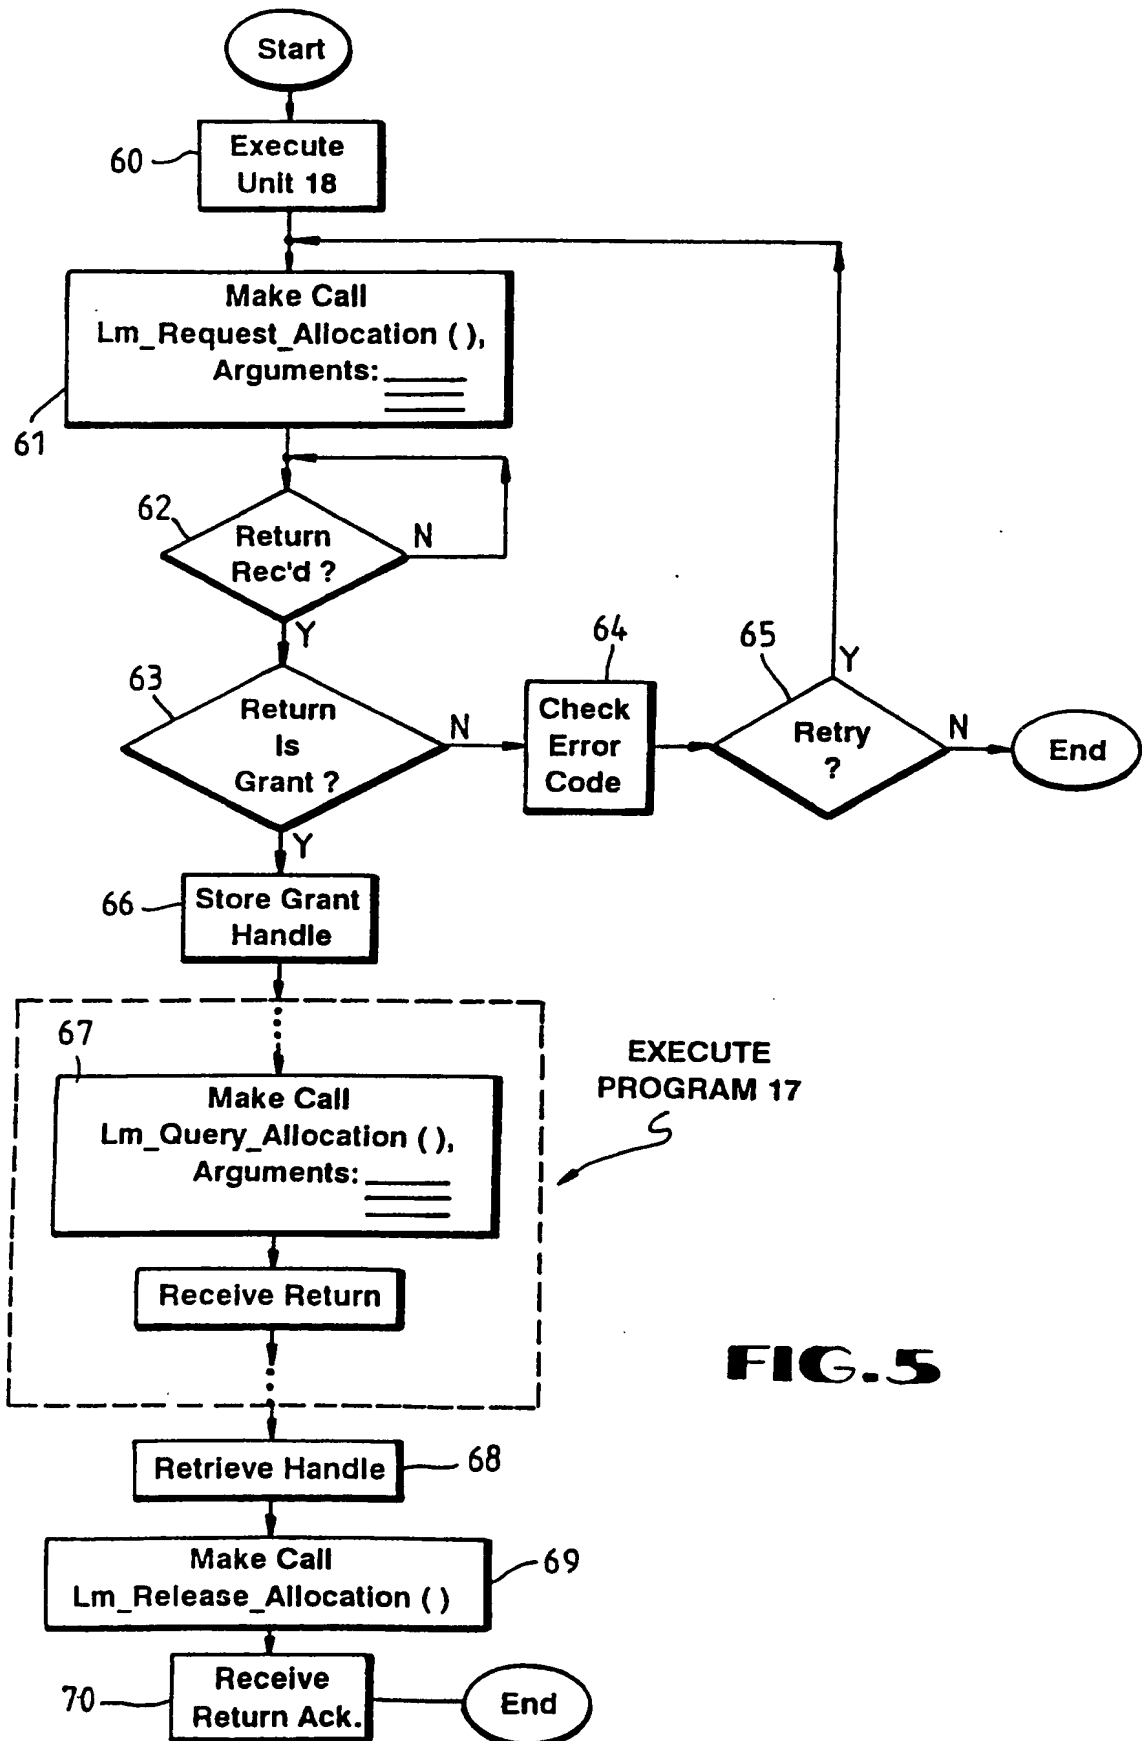 Start
60
Execute
Unit 18
Make Call
Lm_Request_Allocation ( ),
Arguments:
61
62
Return
Rec'd ?
N
Y
63
Return
Is
Grant ?
N
64
Check
Error
Code
65
Y
Retry
?
N
End
Y
66
Store Grant
Handle
67
Make Call
Lm_Query_Allocation ( ),
Arguments:
EXECUTE
PROGRAM 17
Receive Return
FIG.5
Retrieve Handle
68
Make Call
Lm_Release_Allocation ( )
69
70
Receive
Return Ack.
End